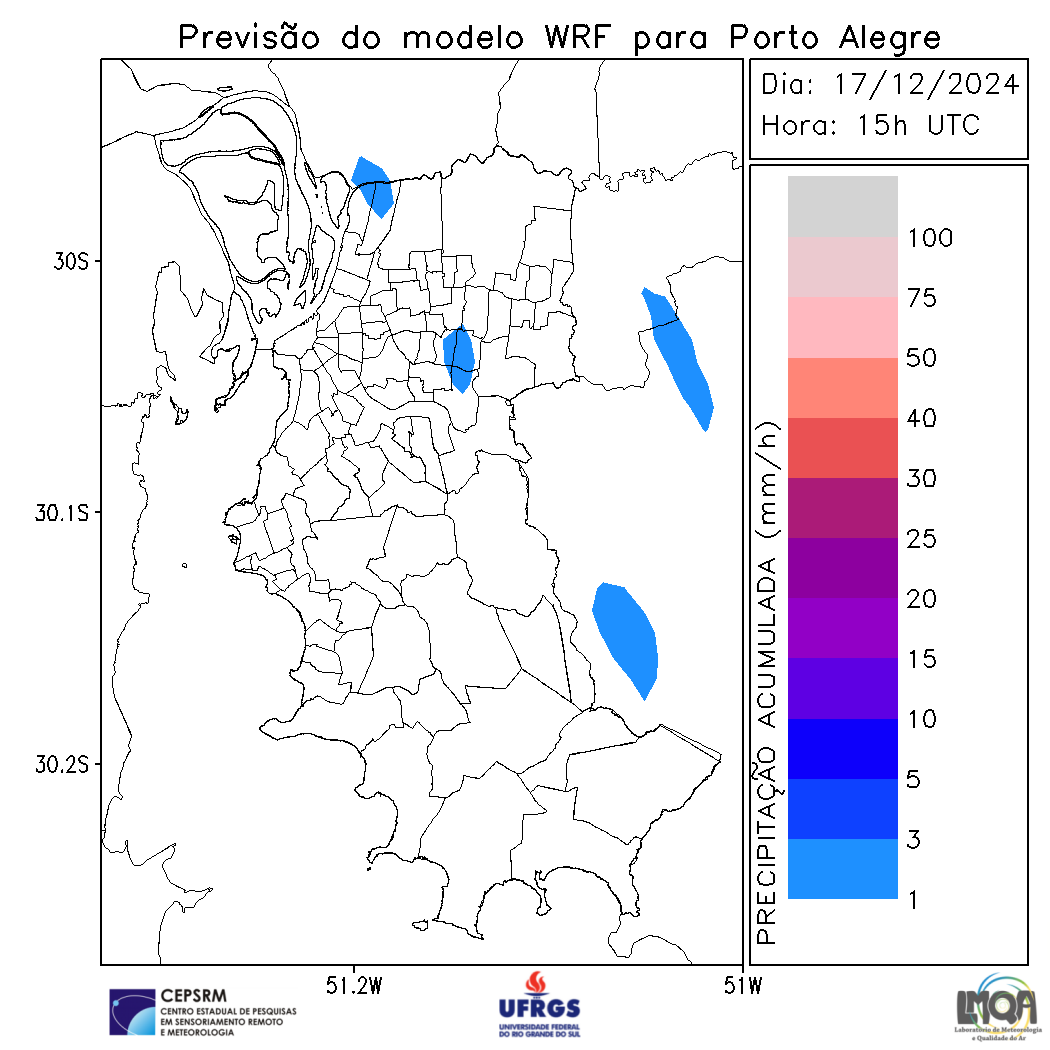 Previsão do modelo WRF para Porto Alegre
Dia: 17/12/2024
Hora: 15h UTC
30S
30.1S
30.2S
51.2W
51W
PRECIPITAÇÃO ACUMULADA (mm/h)
100
75
50
40
30
25
20
15
10
5
3
1
CEPSRM
CENTRO ESTADUAL DE PESQUISAS
EM SENSORIAMENTO REMOTO
E METEOROLOGIA
UFRGS
UNIVERSIDADE FEDERAL
DO RIO GRANDE DO SUL
LMQA
Laboratório de Meteorologia
e Qualidade do Ar